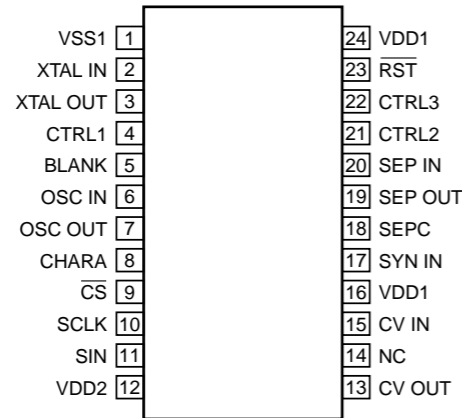 VSS1 1 24 VDD1
XTAL IN 2 23 R̅S̅T̅
XTAL OUT 3 22 CTRL3
CTRL1 4 21 CTRL2
BLANK 5 20 SEP IN
OSC IN 6 19 SEP OUT
OSC OUT 7 18 SEPC
CHARA 8 17 SYN IN
C̅S̅ 9 16 VDD1
SCLK 10 15 CV IN
SIN 11 14 NC
VDD2 12 13 CV OUT